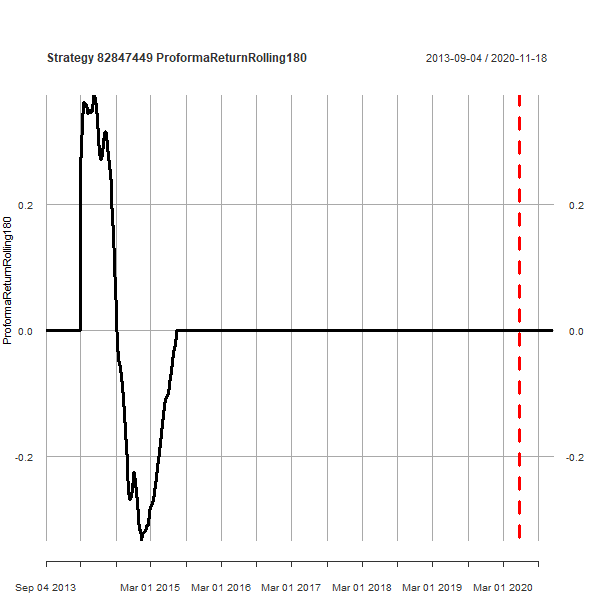 Strategy 82847449 ProformaReturnRolling180
2013-09-04 / 2020-11-18
ProformaReturnRolling180
0.2
0.2
0.0
0.0
-0.2
-0.2
Sep 04 2013
Mar 01 2015
Mar 01 2016
Mar 01 2017
Mar 01 2018
Mar 01 2019
Mar 01 2020